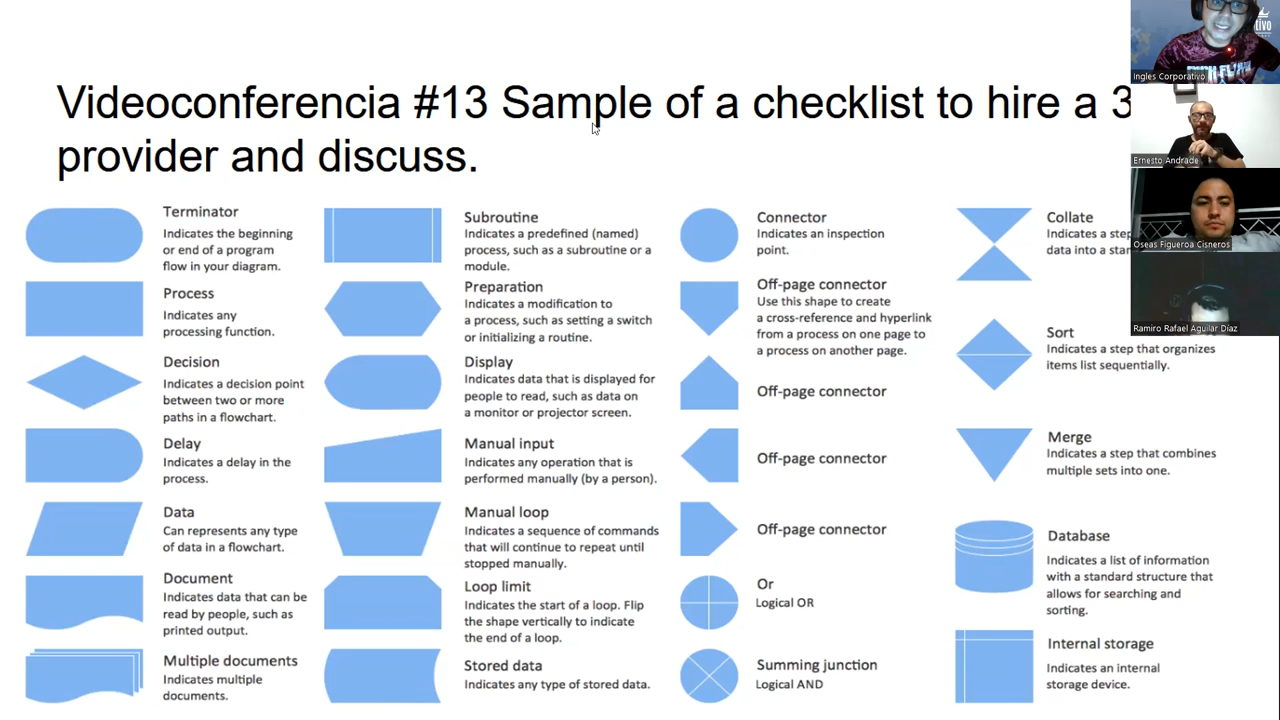 Videoconferencia #13 Sample of a checklist to hire a 3
provider and discuss.
Terminator
Indicates the beginning
or end of a program
flow in your diagram.
Process
Indicates any
processing function.
Decision
Indicates a decision point
between two or more
paths in a flowchart.
Delay
Indicates a delay in the
process.
Data
Can represents any type
of data in a flowchart.
Document
Indicates data that can be
read by people, such as
printed output.
Multiple documents
Indicates multiple
documents.
Subroutine
Indicates a predefined (named)
process, such as a subroutine or a
module.
Preparation
Indicates a modification to
a process, such as setting a switch
or initializing a routine.
Display
Indicates data that is displayed for
people to read, such as data on
a monitor or projector screen.
Manual input
Indicates any operation that is
performed manually (by a person).
Manual loop
Indicates a sequence of commands
that will continue to repeat until
stopped manually.
Loop limit
Indicates the start of a loop. Flip
the shape vertically to indicate
the end of a loop.
Stored data
Indicates any type of stored data.
Connector
Indicates an inspection
point.
Off-page connector
Use this shape to create
a cross-reference and hyperlink
from a process on one page to
a process on another page.
Off-page connector
Off-page connector
Off-page connector
Or
Logical OR
Summing junction
Logical AND
Collate
Indicates a step
data into a
Sort
Indicates a step that organizes
items list sequentially.
Merge
Indicates a step that combines
multiple sets into one.
Database
Indicates a list of information
with a standard structure that
allows for searching and
sorting.
Internal storage
Indicates an internal
storage device.
tivo
Ingles Corporativo
Ernesto Andrade
Oseas Figueroa Cisneros
Ramiro Rafael Aguilar Díaz